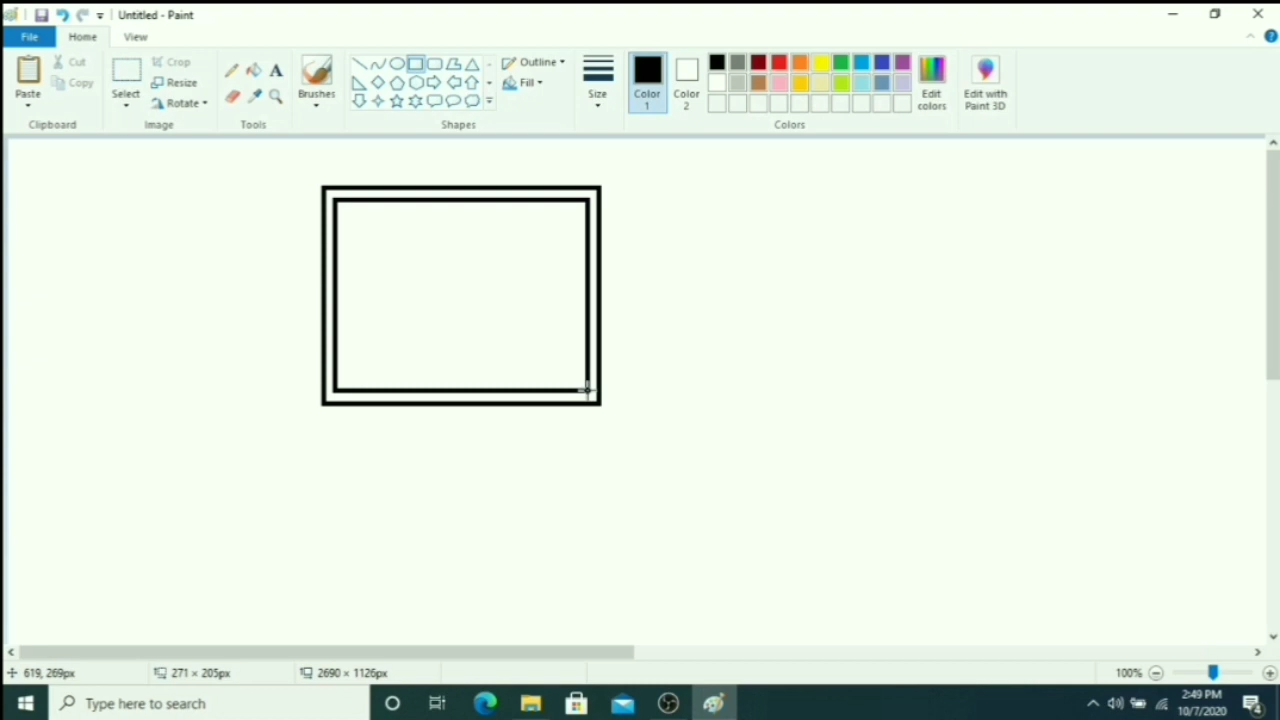 Untitled - Paint
File Home View
Paste
Cut
Copy
Clipboard
Select
Crop
Resize
Rotate
Image
A
Tools
Brushes
Outline
Fill
Shapes
Size
Color
1
Color
2
Edit
colors
Colors
Edit with
Paint 3D
619, 269px 271 × 205px 2690 × 1126px 100%
Type here to search
2:49 PM
10/7/2020
4